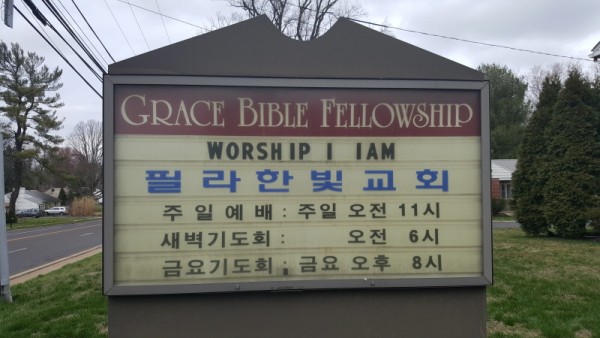 GRACE BIBLE FELLOWSHIP
WORSHIP 1 1AM
필라한빛교회
주일예배 : 주일 오전 11시
새벽기도회 : 오전 6시
금요기도회 : 금요 오후 8시